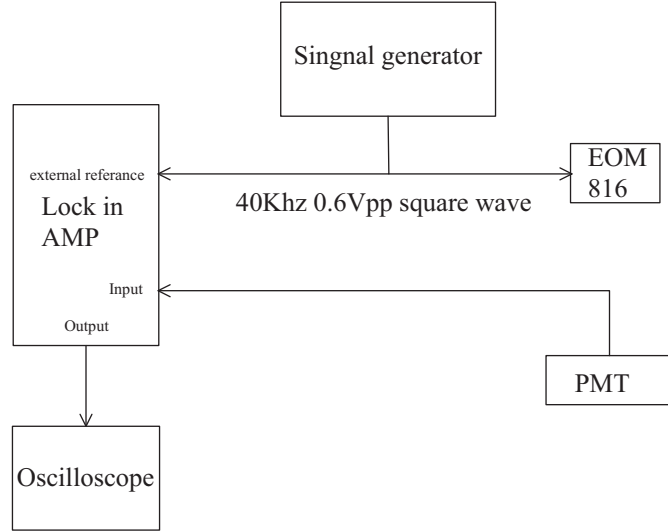 Singnal generator
external referance
Lock in
AMP
EOM
816
40Khz 0.6Vpp square wave
Input
Output
PMT
Oscilloscope